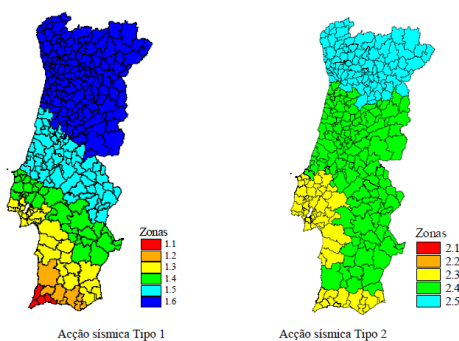 Zonas
1.1
1.2
1.3
1.4
1.5
1.6
Acção sísmica Tipo 1
Zonas
2.1
2.2
2.3
2.4
2.5
Acção sísmica Tipo 2